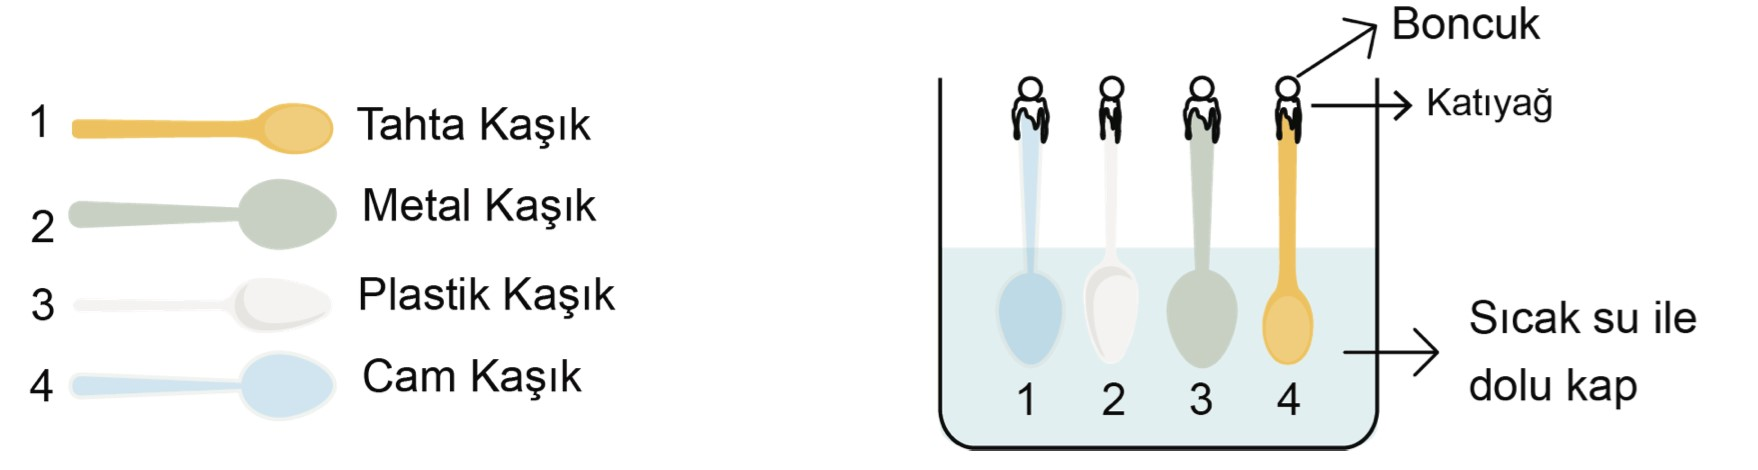 1 Tahta Kaşık
2 Metal Kaşık
3 Plastik Kaşık
4 Cam Kaşık
Boncuk
Katıyağ
Sıcak su ile
dolu kap
1 2 3 4